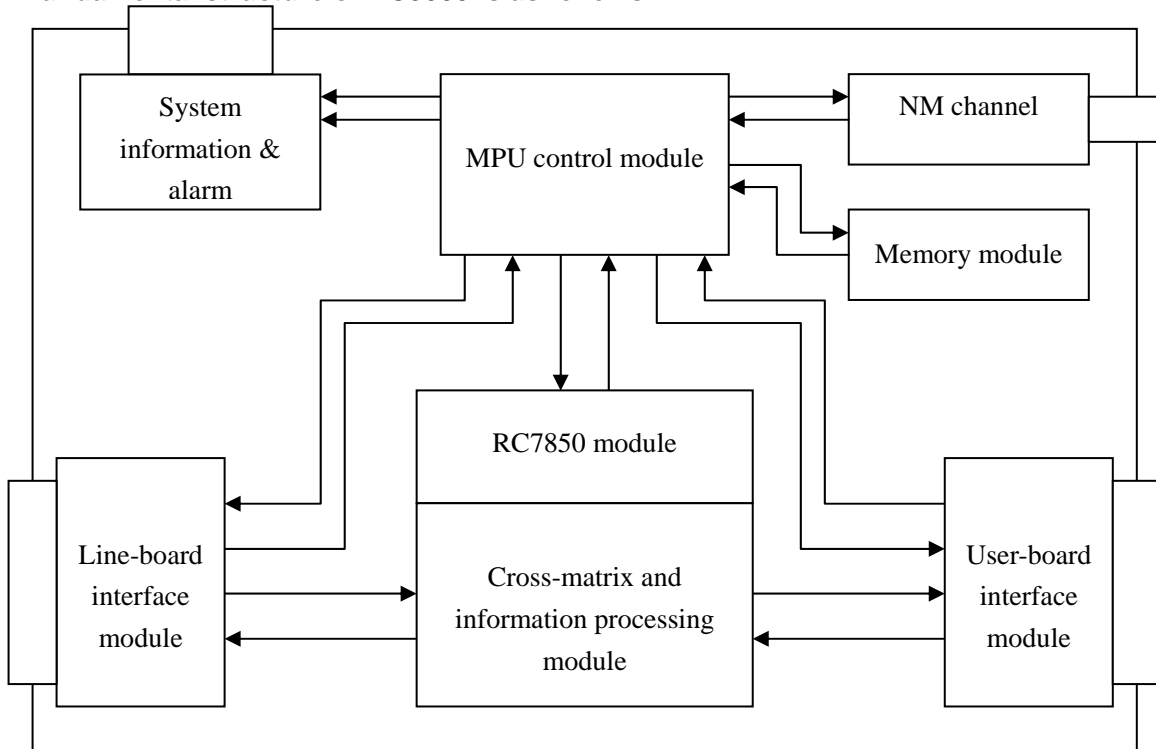 System
information &
alarm
MPU control module
NM channel
Memory module
RC7850 module
Line-board
interface
module
Cross-matrix and
information processing
module
User-board
interface
module